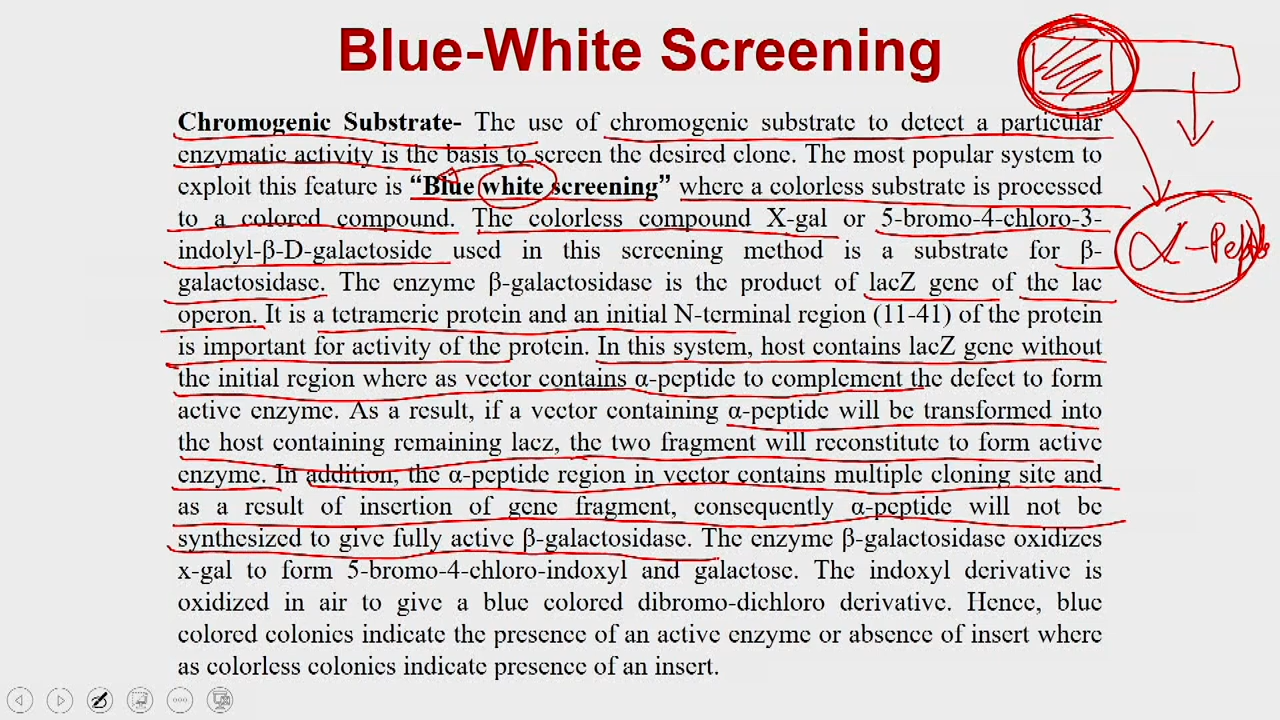 Blue-White Screening
Chromogenic Substrate- The use of chromogenic substrate to detect a particular
enzymatic activity is the basis to screen the desired clone. The most popular system to
exploit this feature is “Blue white screening” where a colorless substrate is processed
to a colored compound. The colorless compound X-gal or 5-bromo-4-chloro-3-
indolyl-β-D-galactoside used in this screening method is a substrate for β-
galactosidase. The enzyme β-galactosidase is the product of lacZ gene of the lac
operon. It is a tetrameric protein and an initial N-terminal region (11-41) of the protein
is important for activity of the protein. In this system, host contains lacZ gene without
the initial region where as vector contains α-peptide to complement the defect to form
active enzyme. As a result, if a vector containing α-peptide will be transformed into
the host containing remaining lacz, the two fragment will reconstitute to form active
enzyme. In addition, the α-peptide region in vector contains multiple cloning site and
as a result of insertion of gene fragment, consequently α-peptide will not be
synthesized to give fully active β-galactosidase. The enzyme β-galactosidase oxidizes
x-gal to form 5-bromo-4-chloro-indoxyl and galactose. The indoxyl derivative is
oxidized in air to give a blue colored dibromo-dichloro derivative. Hence, blue
colored colonies indicate the presence of an active enzyme or absence of insert where
as colorless colonies indicate presence of an insert.